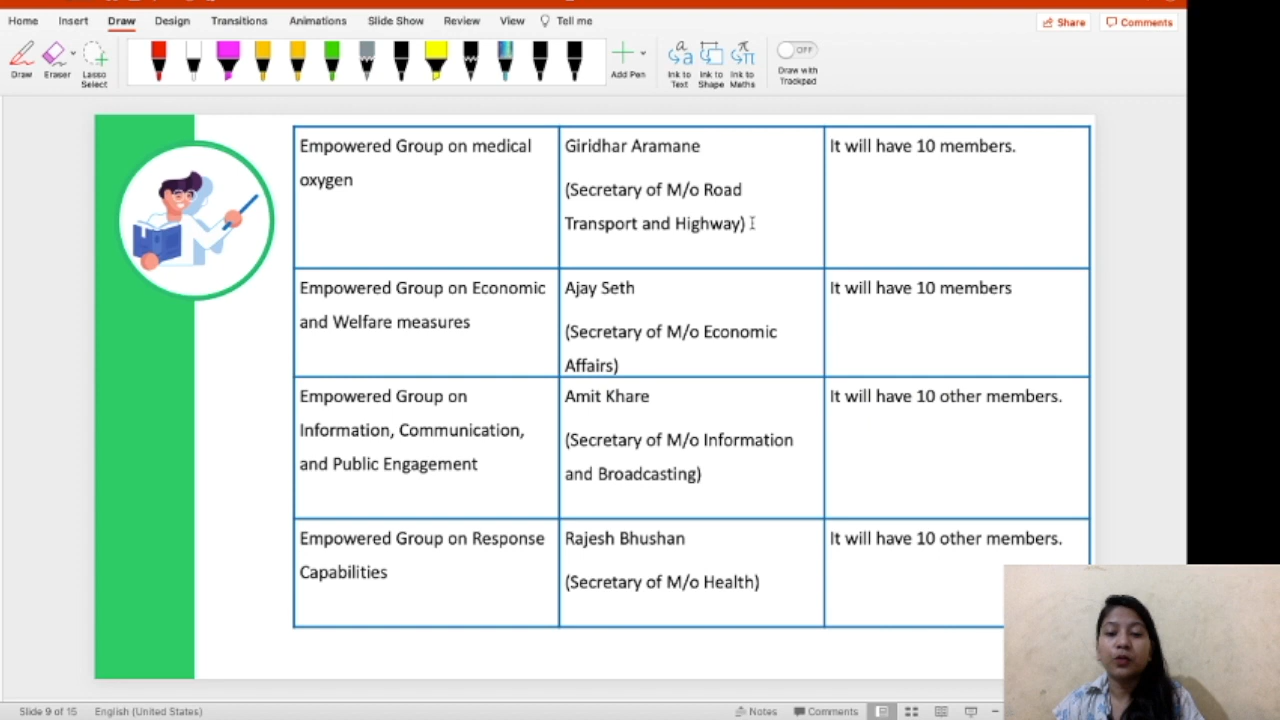 Home Insert Draw Design Transitions Animations Slide Show Review View Tell me Share Comments
Draw Eraser Lasso Select Add Pen Ink to Text Ink to Shape Ink to Maths OFF Draw with Trackpad
Empowered Group on medical
oxygen
Giridhar Aramane
(Secretary of M/o Road
Transport and Highway)
It will have 10 members.
Empowered Group on Economic
and Welfare measures
Ajay Seth
(Secretary of M/o Economic
Affairs)
It will have 10 members
Empowered Group on
Information, Communication,
and Public Engagement
Amit Khare
(Secretary of M/o Information
and Broadcasting)
It will have 10 other members.
Empowered Group on Response
Capabilities
Rajesh Bhushan
(Secretary of M/o Health)
It will have 10 other members.
Slide 9 of 15 English (United States) Notes Comments